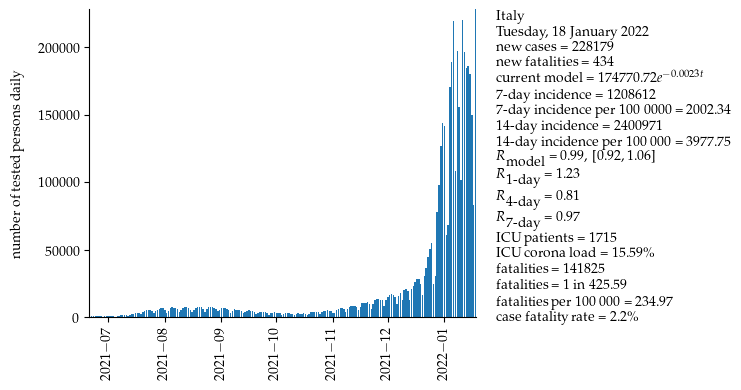 Italy
Tuesday, 18 January 2022
new cases = 228179
new fatalities = 434
current model = 174770.72e^{−0.0023t}
7-day incidence = 1208612
7-day incidence per 100 0000 = 2002.34
14-day incidence = 2400971
14-day incidence per 100 000 = 3977.75
R_model = 0.99, [0.92, 1.06]
R_1-day = 1.23
R_4-day = 0.81
R_7-day = 0.97
ICU patients = 1715
ICU corona load = 15.59%
fatalities = 141825
fatalities = 1 in 425.59
fatalities per 100 000 = 234.97
case fatality rate = 2.2%
number of tested persons daily
200000
150000
100000
50000
0
2021−07
2021−08
2021−09
2021−10
2021−11
2021−12
2022−01